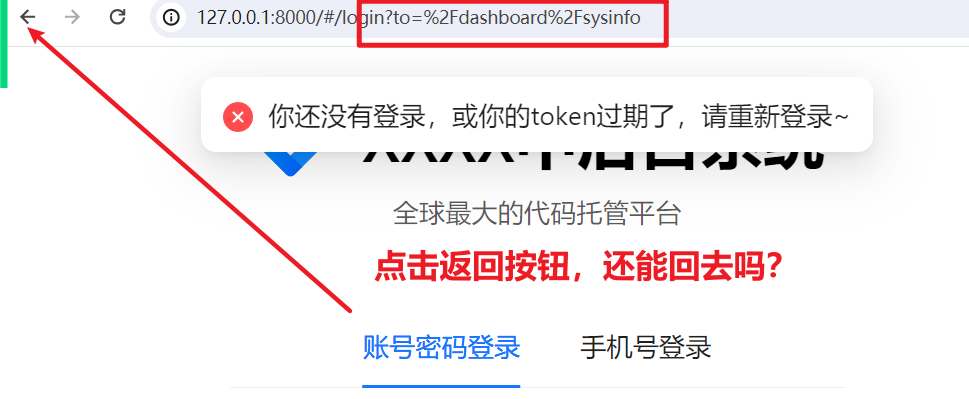 127.0.0.1:8000/#/login?to=%2Fdashboard%2Fsysinfo
你还没有登录，或你的token过期了，请重新登录~
全球最大的代码托管平台
点击返回按钮，还能回去吗？
账号密码登录 手机号登录